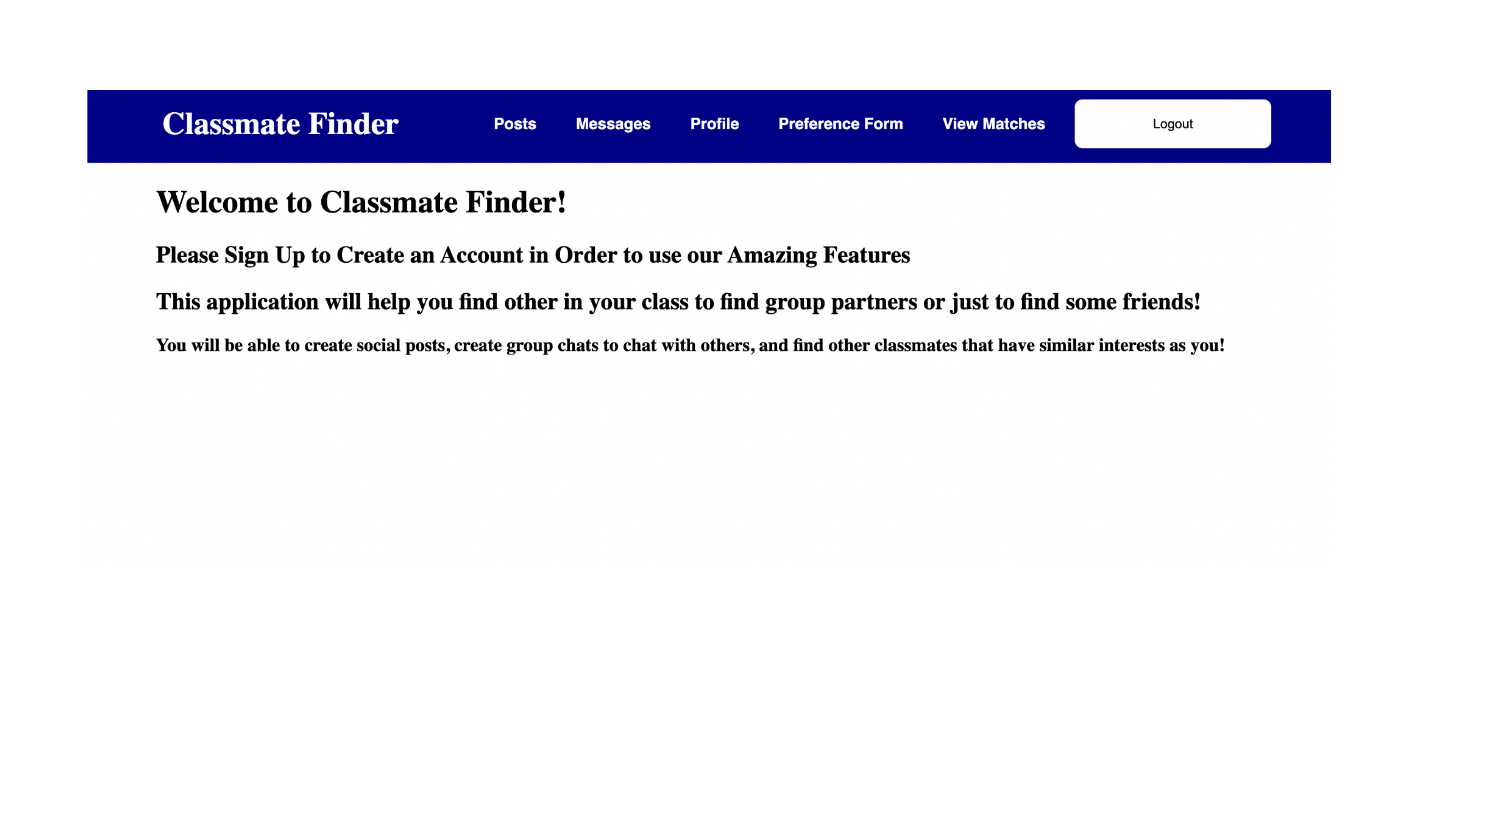 Classmate Finder Posts Messages Profile Preference Form View Matches Logout
Welcome to Classmate Finder!
Please Sign Up to Create an Account in Order to use our Amazing Features
This application will help you find other in your class to find group partners or just to find some friends!
You will be able to create social posts, create group chats to chat with others, and find other classmates that have similar interests as you!